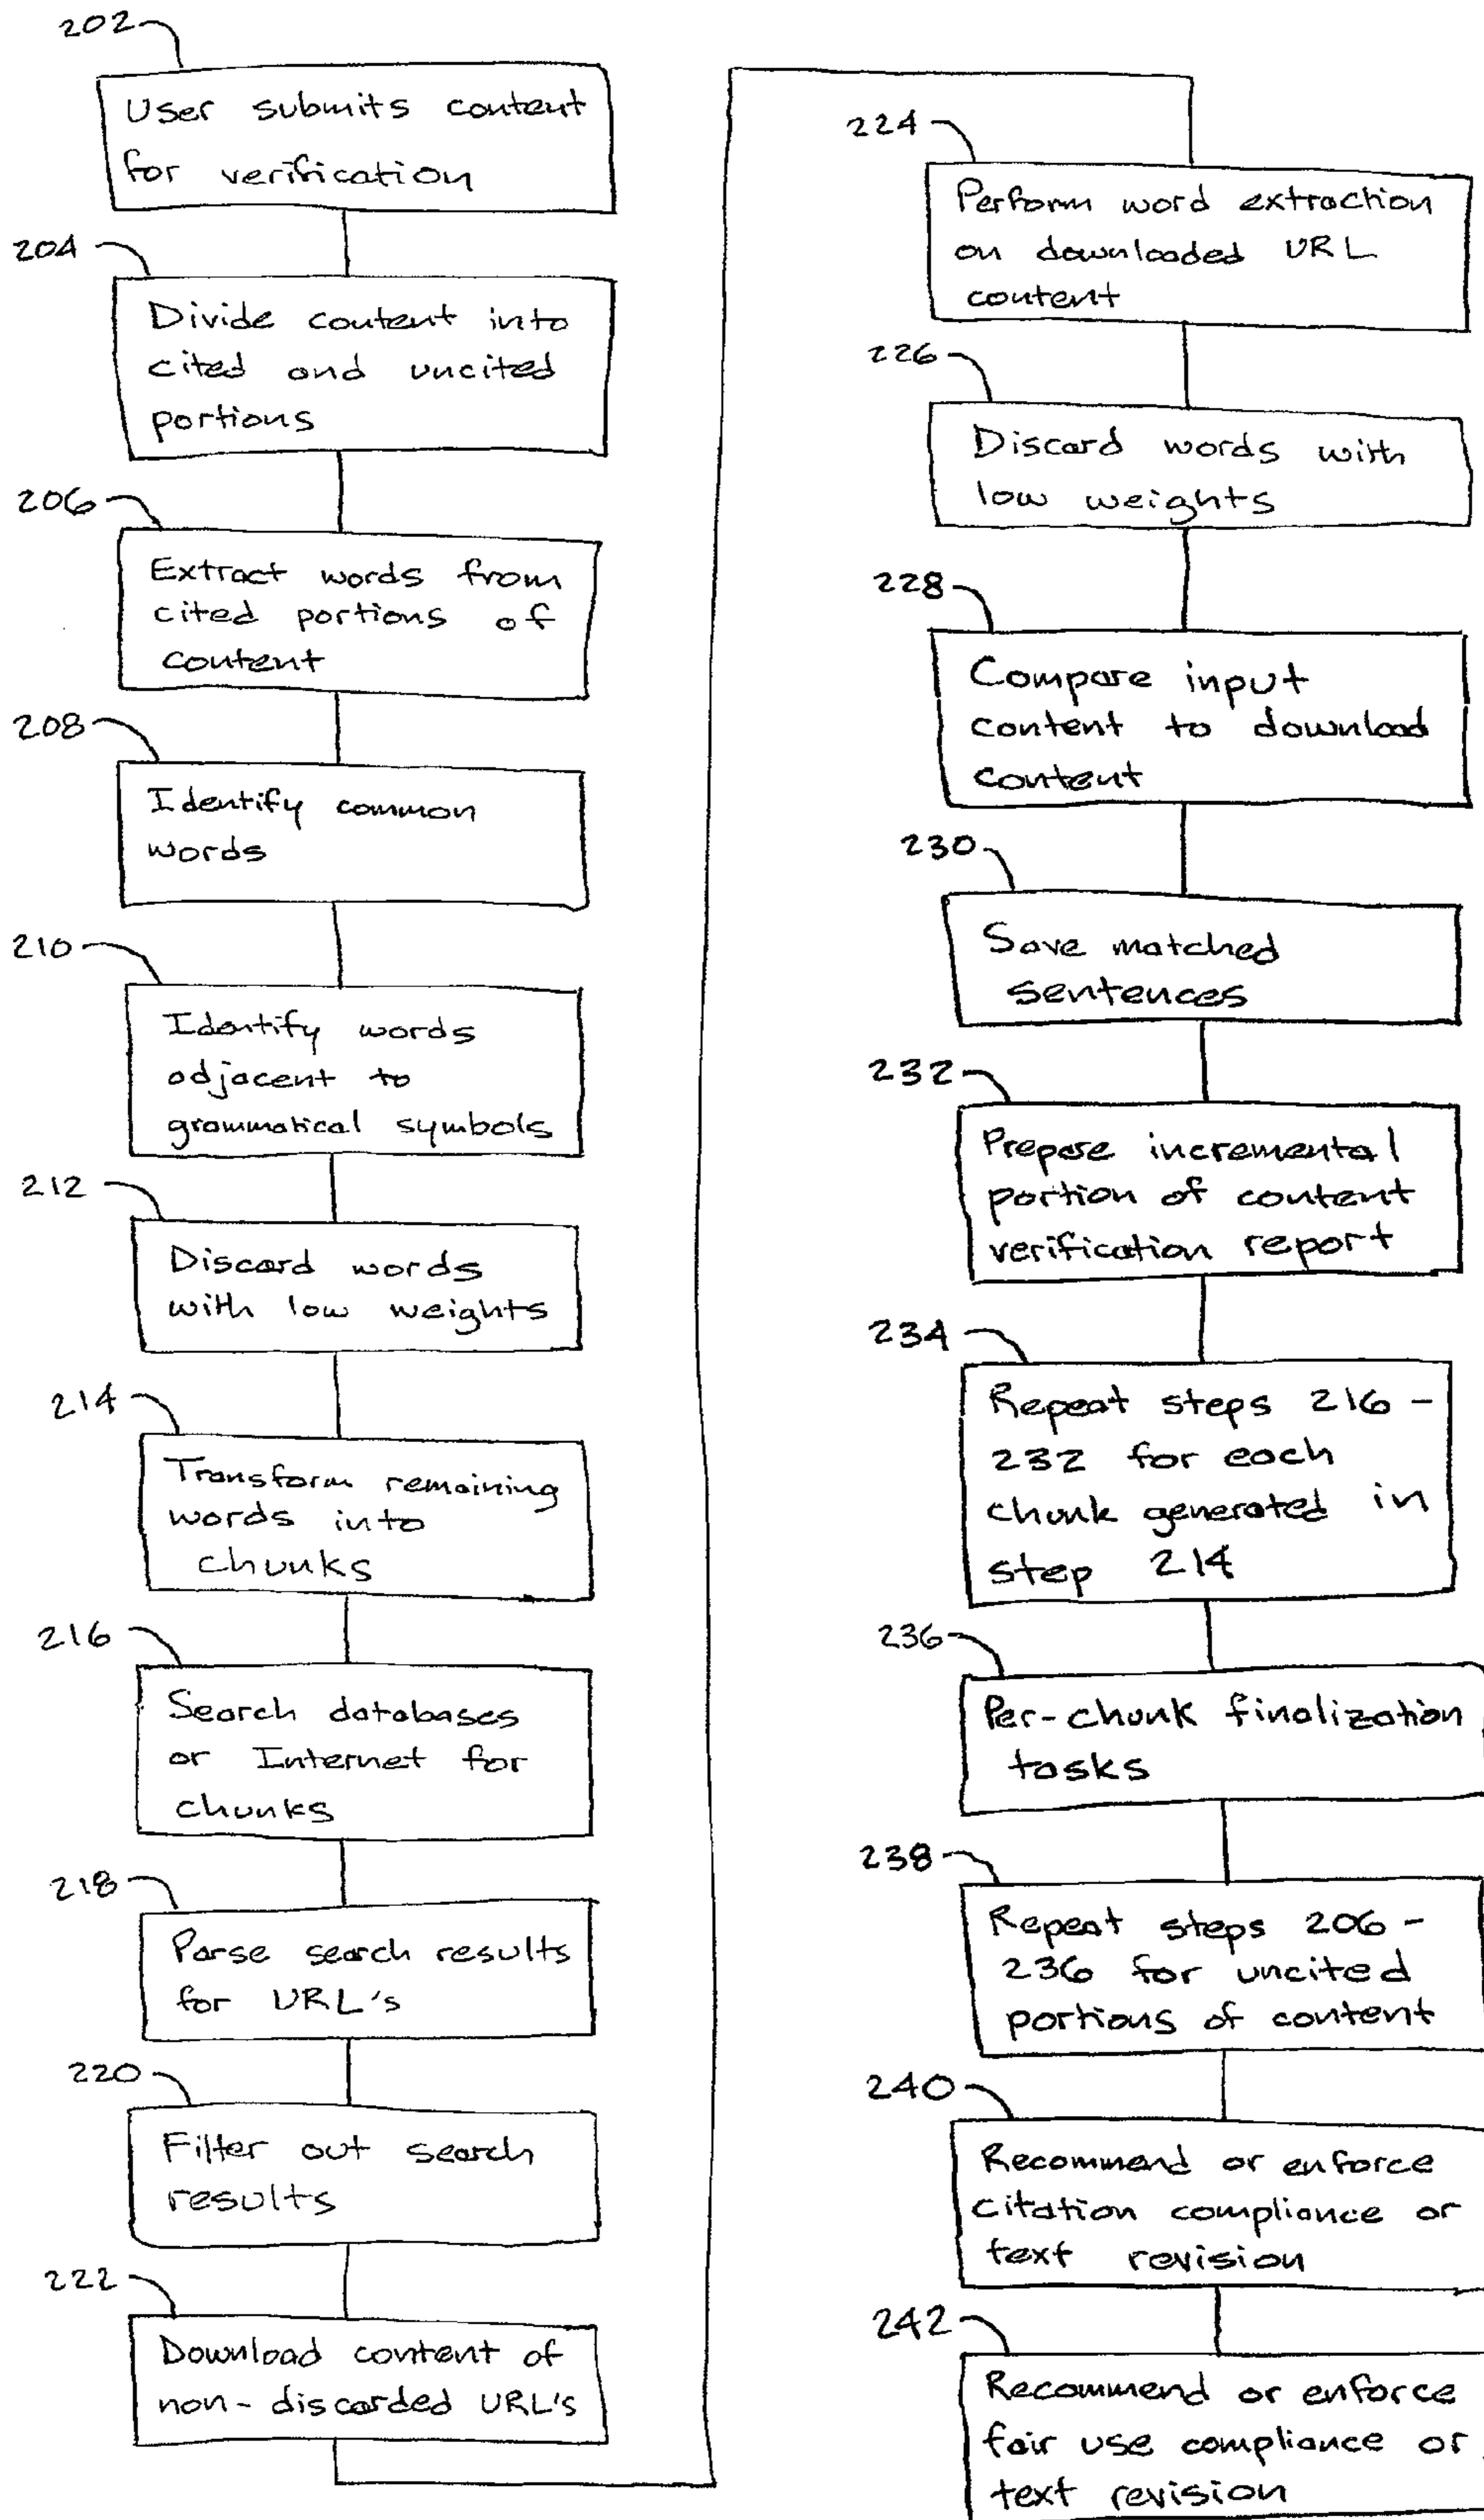 202
User submits content
for verification
204
Divide content into
cited and uncited
portions
206
Extract words from
cited portions of
content
208
Identify common
words
210
Identify words
adjacent to
grammatical symbols
212
Discard words
with low weights
214
Transform remaining
words into
chunks
216
Search databases
or Internet for
chunks
218
Parse search results
for URL's
220
Filter out search
results
222
Download content of
non-discarded URL's
224
Perform word extraction
on downloaded URL
content
226
Discard words with
low weights
228
Compare input
content to download
content
230
Save matched
sentences
232
Prepare incremental
portion of content
verification report
234
Repeat steps 216 -
232 for each
chunk generated in
step 214
236
Per-chunk finalization
tasks
238
Repeat steps 206 -
236 for uncited
portions of content
240
Recommend or enforce
citation compliance or
text revision
242
Recommend or enforce
fair use compliance or
text revision